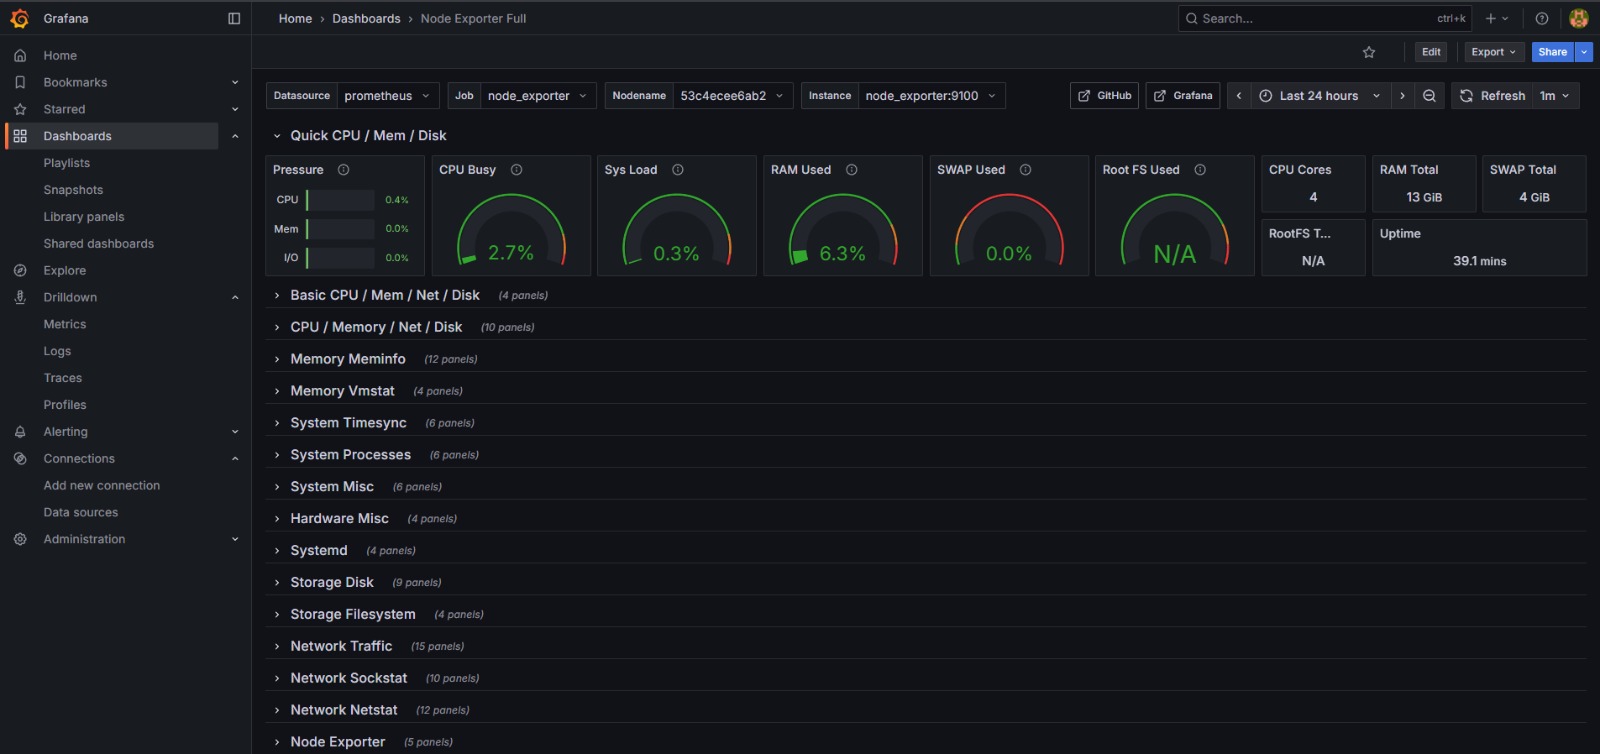 Grafana
Home › Dashboards › Node Exporter Full
Search...
ctrl+k
Edit
Export
Share
Home
Bookmarks
Starred
Dashboards
Playlists
Snapshots
Library panels
Shared dashboards
Explore
Drilldown
Metrics
Logs
Traces
Profiles
Alerting
Connections
Add new connection
Data sources
Administration
Datasource prometheus
Job node_exporter
Nodename 53c4ecee6ab2
Instance node_exporter:9100
GitHub
Grafana
Last 24 hours
Refresh 1m
Quick CPU / Mem / Disk
Pressure
CPU 0.4%
Mem 0.0%
I/O 0.0%
CPU Busy
2.7%
Sys Load
0.3%
RAM Used
6.3%
SWAP Used
0.0%
Root FS Used
N/A
CPU Cores
4
RAM Total
13 GiB
SWAP Total
4 GiB
RootFS T...
N/A
Uptime
39.1 mins
Basic CPU / Mem / Net / Disk (4 panels)
CPU / Memory / Net / Disk (10 panels)
Memory Meminfo (12 panels)
Memory Vmstat (4 panels)
System Timesync (6 panels)
System Processes (6 panels)
System Misc (6 panels)
Hardware Misc (4 panels)
Systemd (4 panels)
Storage Disk (9 panels)
Storage Filesystem (4 panels)
Network Traffic (15 panels)
Network Sockstat (10 panels)
Network Netstat (12 panels)
Node Exporter (5 panels)